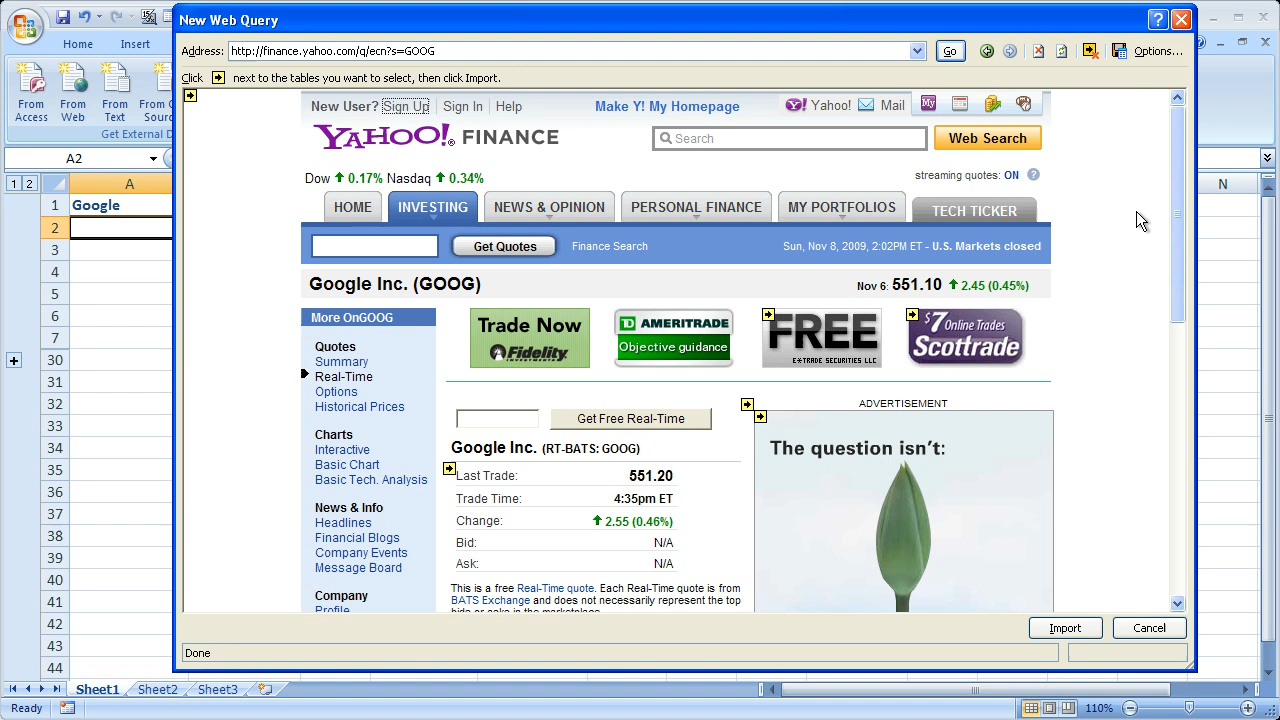 New Web Query
Address: http://finance.yahoo.com/q/ecn?s=GOOG Go Options...
Click next to the tables you want to select, then click Import.
Home Insert
From Access
From Web
From Text
Get External D
A2
A N
1 Google
2
3
4
5
6
7
30
31
32
33
34
35
36
37
38
39
40
41
42
43
44
New User? Sign Up Sign In Help Make Y! My Homepage Yahoo! Mail
YAHOO!® FINANCE Search Web Search
Dow 0.17% Nasdaq 0.34% streaming quotes: ON
HOME INVESTING NEWS & OPINION PERSONAL FINANCE MY PORTFOLIOS TECH TICKER
Get Quotes Finance Search Sun, Nov 8, 2009, 2:02PM ET - U.S. Markets closed
Google Inc. (GOOG) Nov 6: 551.10 2.45 (0.45%)
More OnGOOG
Quotes
Summary
Real-Time
Options
Historical Prices
Charts
Interactive
Basic Chart
Basic Tech. Analysis
News & Info
Headlines
Financial Blogs
Company Events
Message Board
Company
Profile
Trade Now
Fidelity
INVESTMENTS
TD AMERITRADE
Objective guidance
FREE
E*TRADE SECURITIES LLC
$7 Online Trades
Scottrade
Get Free Real-Time
Google Inc. (RT-BATS: GOOG)
Last Trade: 551.20
Trade Time: 4:35pm ET
Change: 2.55 (0.46%)
Bid: N/A
Ask: N/A
This is a free Real-Time quote. Each Real-Time quote is from
BATS Exchange and does not necessarily represent the top
ADVERTISEMENT
The question isn't:
Import Cancel
Done
Sheet1 Sheet2 Sheet3
Ready 110%